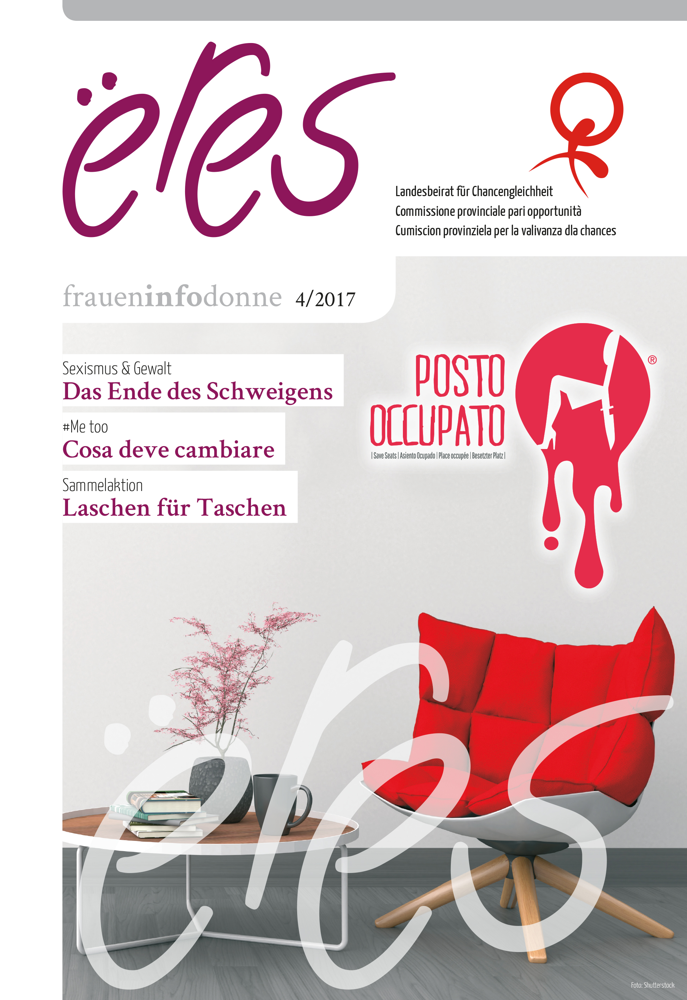 ëres
Landesbeirat für Chancengleichheit
Commissione provinciale pari opportunità
Cumiscion provinziela per la valivanza dla chances
fraueninfodonne 4/2017
Sexismus & Gewalt
Das Ende des Schweigens
#Me too
Cosa deve cambiare
Sammelaktion
Laschen für Taschen
POSTO
OCCUPATO
®
| Save Seats | Asiento Ocupado | Place occupée | Besetzter Platz |
ëres
Foto: Shutterstock